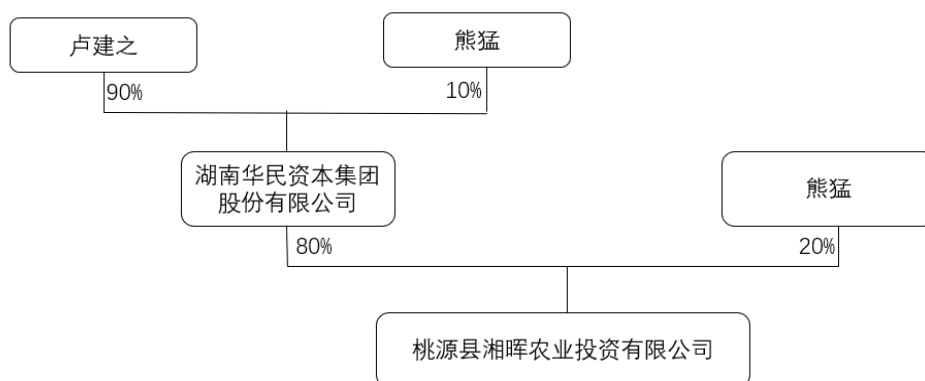 卢建之
熊猛
90%
10%
湖南华民资本集团
股份有限公司
熊猛
80%
20%
桃源县湘晖农业投资有限公司